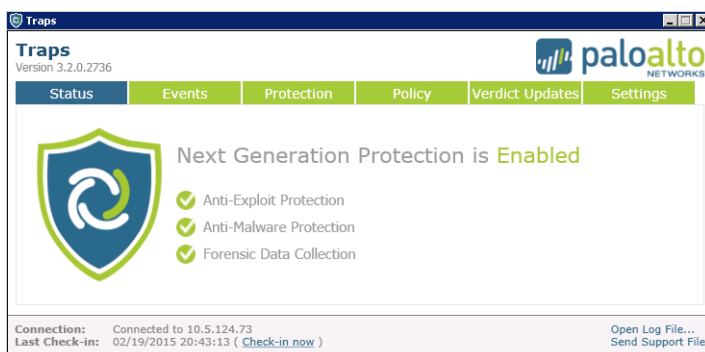 Traps
Traps
Version 3.2.0.2736
paloalto
NETWORKS
Status Events Protection Policy Verdict Updates Settings
Next Generation Protection is Enabled
Anti-Exploit Protection
Anti-Malware Protection
Forensic Data Collection
Connection: Connected to 10.5.124.73
Open Log File...
Last Check-in: 02/19/2015 20:43:13 ( Check-in now )
Send Support File